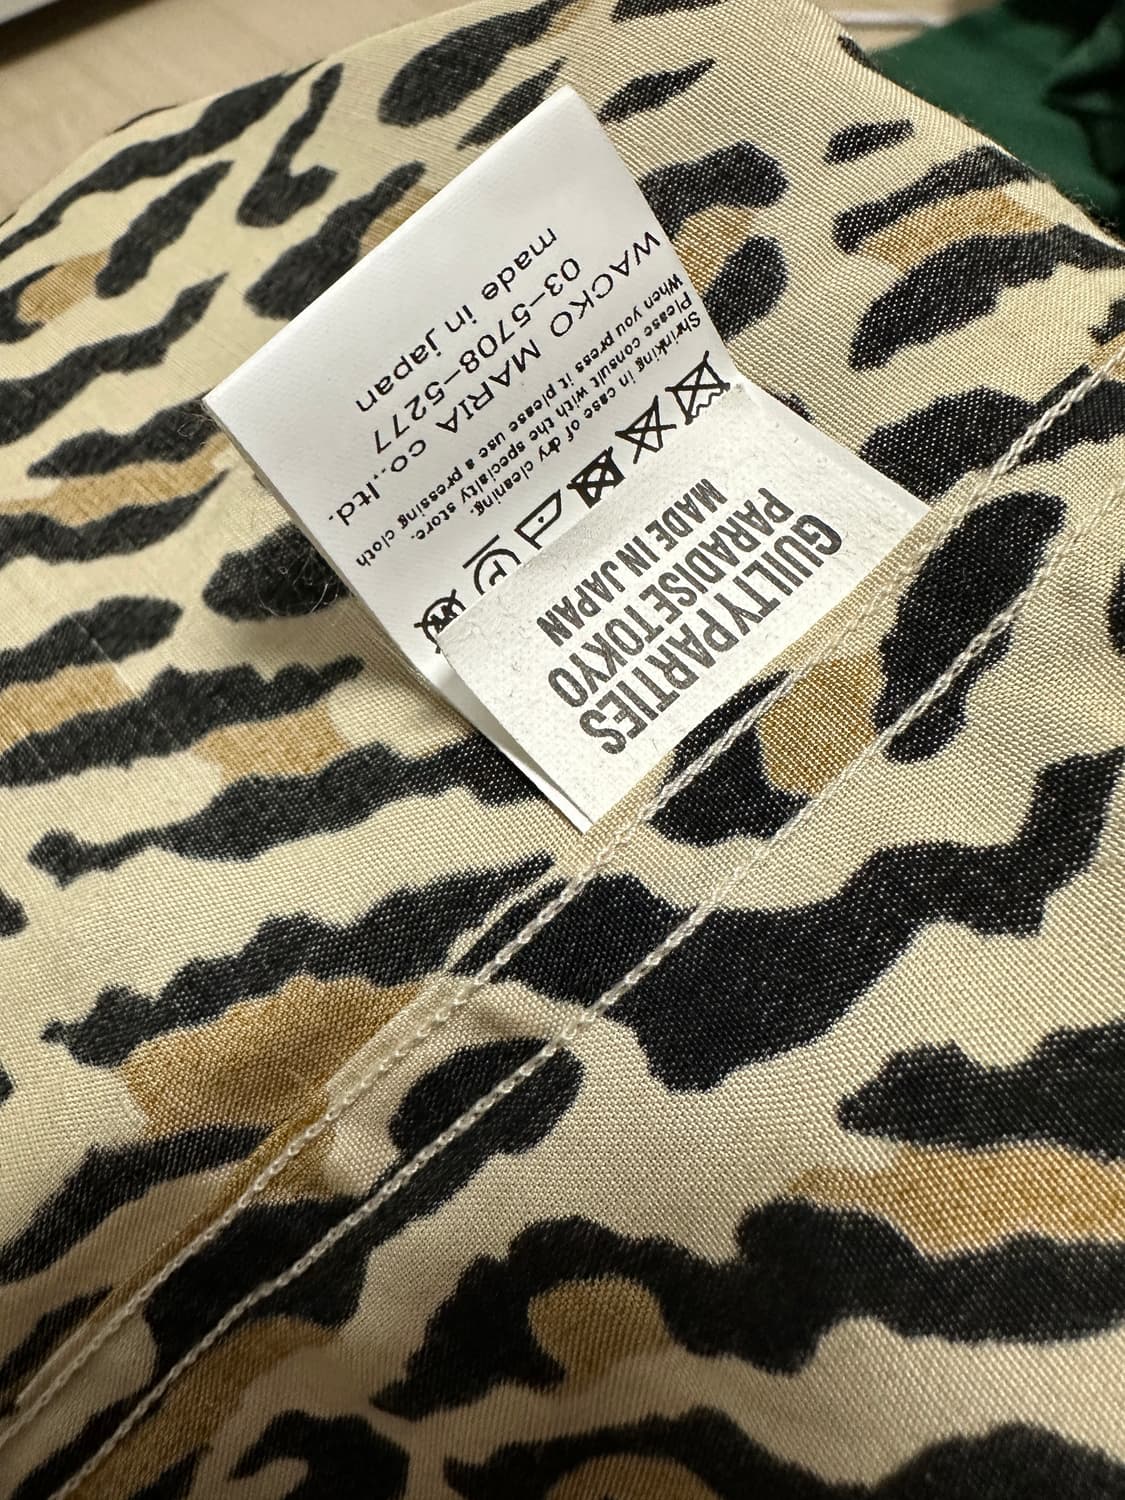 GUILTY PARTIES
PARADISE TOKYO
MADE IN JAPAN
Shrinking in case of dry cleaning.
Please consult with the specialty store.
When you press it please use a pressing cloth
WACKO MARIA co.,ltd.
03-5708-5277
made in japan